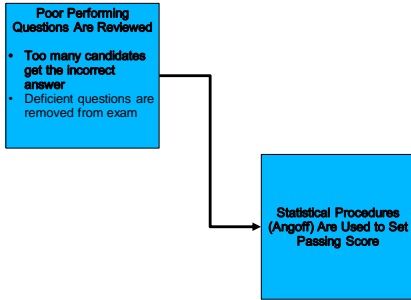 Poor Performing
Questions Are Reviewed
• Too many candidates
get the incorrect
answer
• Deficient questions are
removed from exam
Statistical Procedures
(Angoff) Are Used to Set
Passing Score